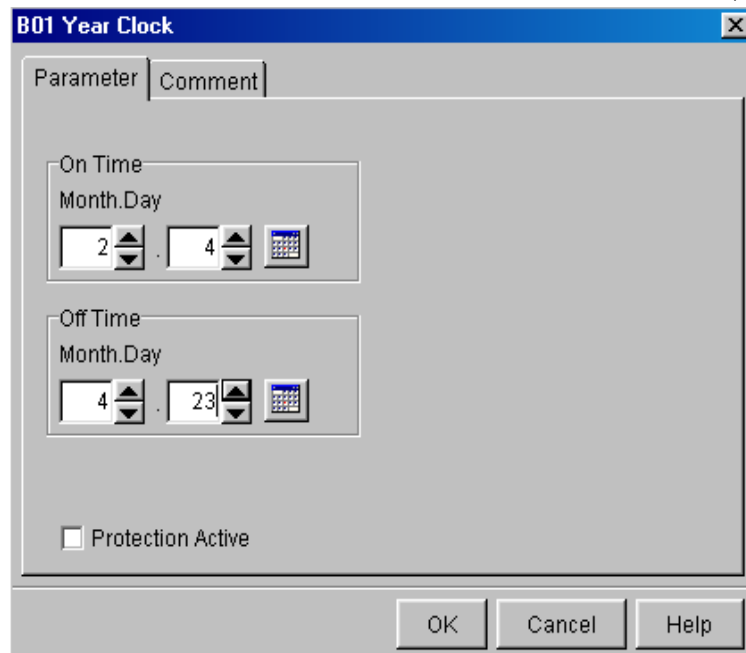 B01 Year Clock
Parameter Comment
On Time
Month.Day
2 . 4
Off Time
Month.Day
4 . 23
Protection Active
OK Cancel Help